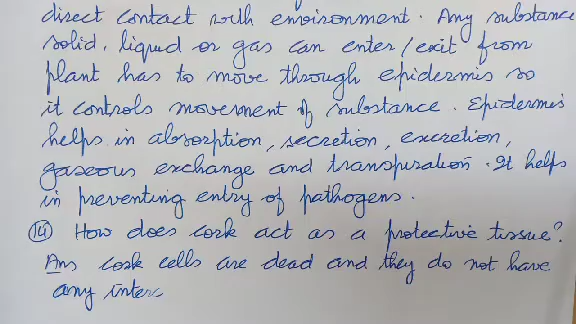 direct contact with environment. Any substance
solid, liquid or gas can enter/exit from
plant has to move through epidermis so
it controls movement of substance. Epidermis
helps in absorption, secretion, excretion,
gaseous exchange and transpiration. It helps
in preventing entry of pathogens.
(14) How does cork act as a protective tissue?
Ans cork cells are dead and they do not have
any interc